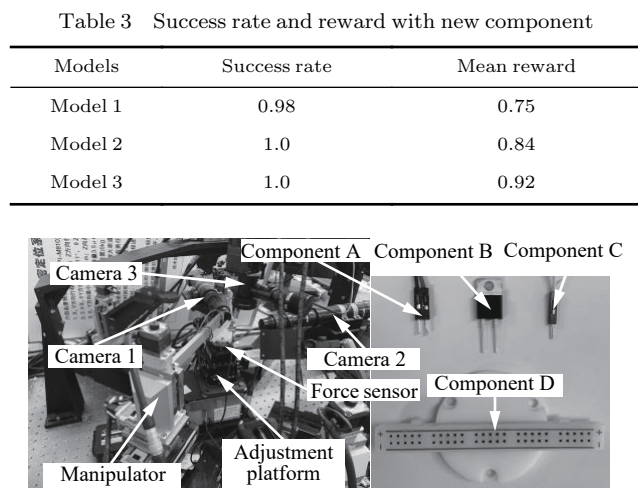 Table 3 Success rate and reward with new component
Models Success rate Mean reward
Model 1 0.98 0.75
Model 2 1.0 0.84
Model 3 1.0 0.92
Component A Component B Component C
Camera 3
Camera 1
Camera 2
Force sensor
Component D
Manipulator
Adjustment
platform